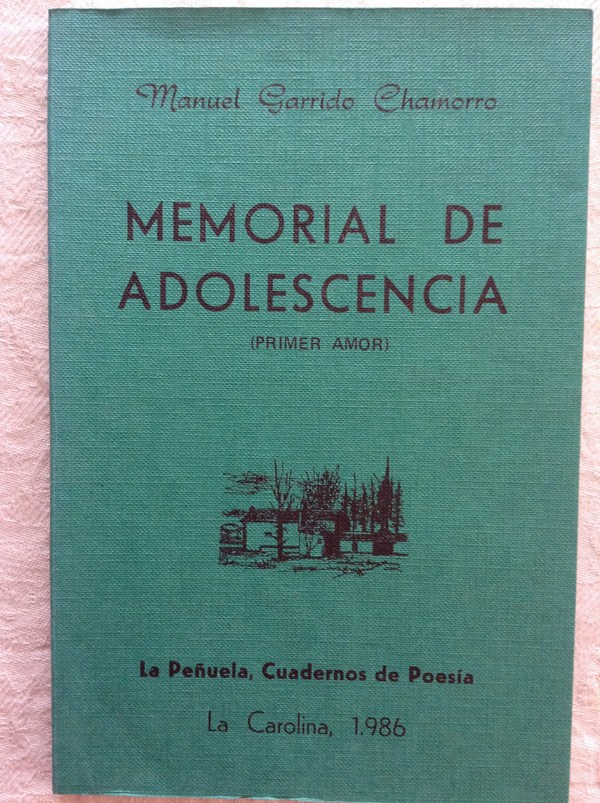 Manuel Garrido Chamorro
MEMORIAL DE
ADOLESCENCIA
(PRIMER AMOR)
La Peñuela, Cuadernos de Poesía
La Carolina, 1.986